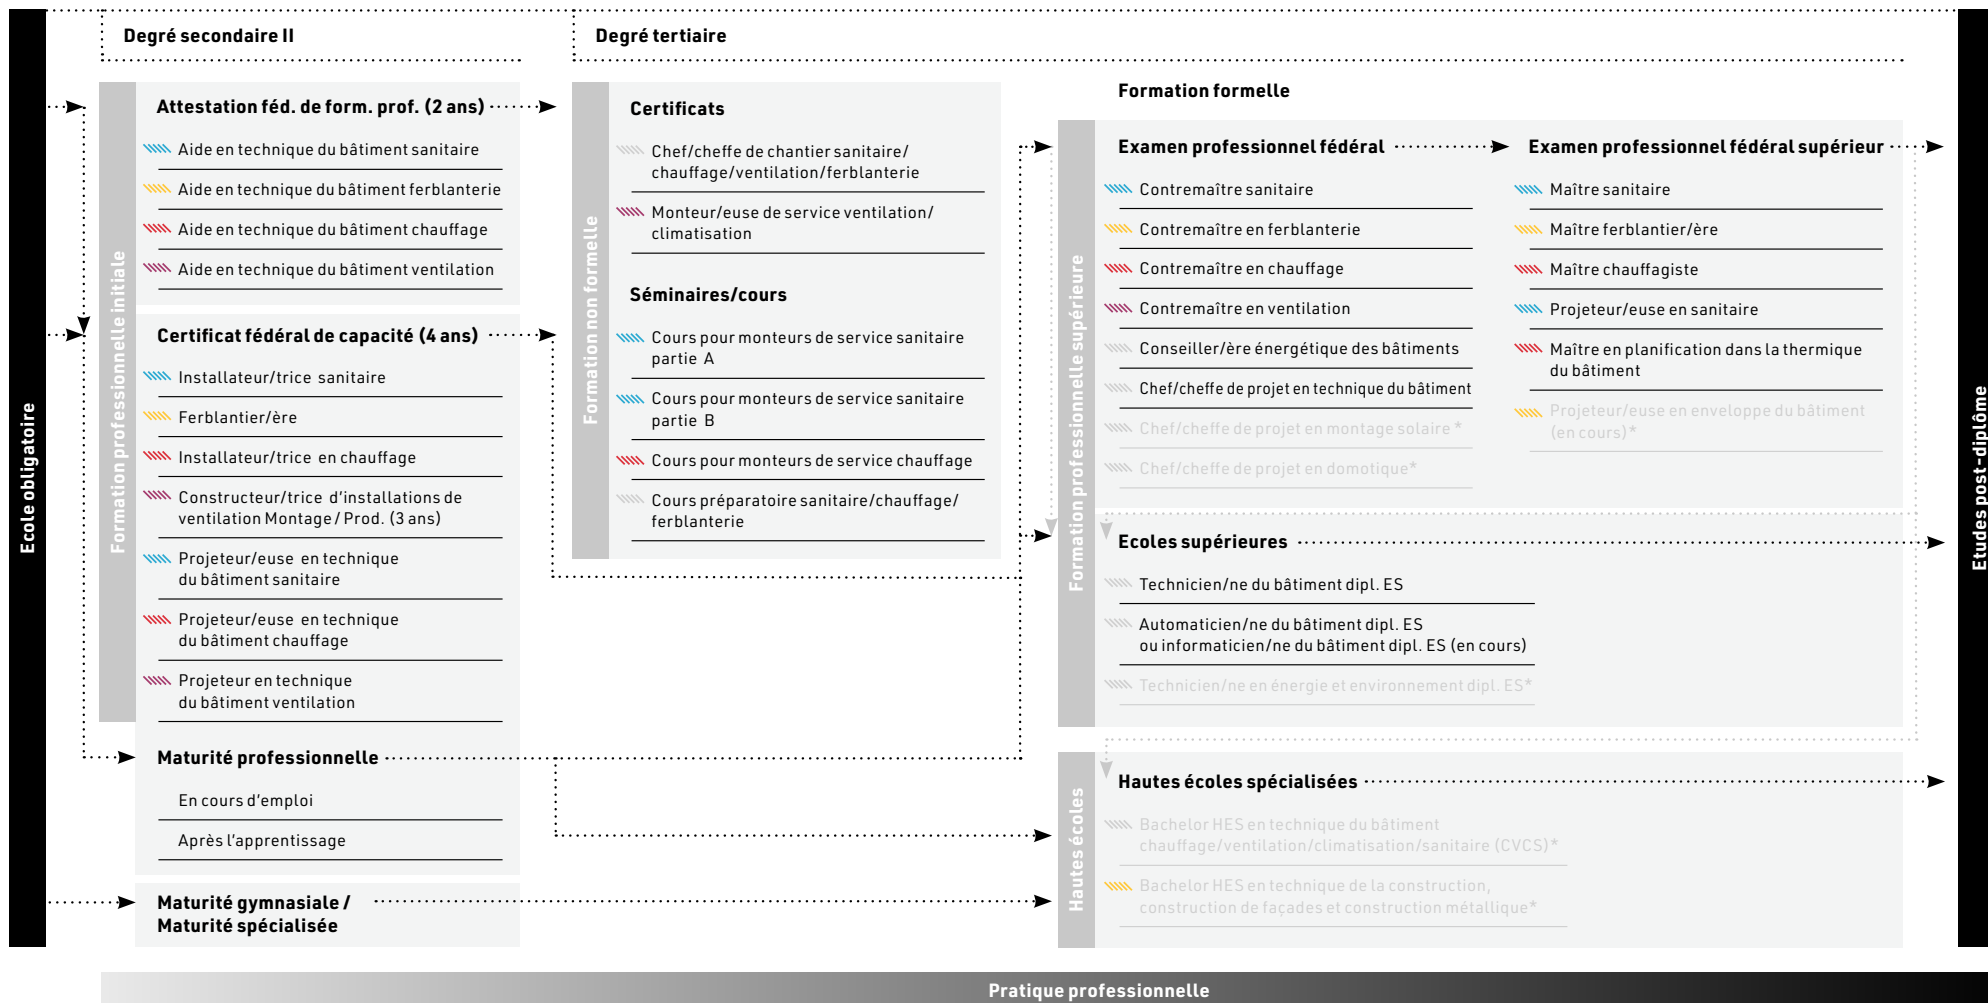 Degré secondaire II
Degré tertiaire
Ecole obligatoire
Formation professionnelle initiale
Attestation féd. de form. prof. (2 ans)
Aide en technique du bâtiment sanitaire
Aide en technique du bâtiment ferblanterie
Aide en technique du bâtiment chauffage
Aide en technique du bâtiment ventilation
Certificat fédéral de capacité (4 ans)
Installateur/trice sanitaire
Ferblantier/ère
Installateur/trice en chauffage
Constructeur/trice d'installations de
ventilation Montage / Prod. (3 ans)
Projeteur/euse en technique
du bâtiment sanitaire
Projeteur/euse en technique
du bâtiment chauffage
Projeteur en technique
du bâtiment ventilation
Maturité professionnelle
En cours d'emploi
Après l'apprentissage
Maturité gymnasiale /
Maturité spécialisée
Formation non formelle
Certificats
Chef/cheffe de chantier sanitaire/
chauffage/ventilation/ferblanterie
Monteur/euse de service ventilation/
climatisation
Séminaires/cours
Cours pour monteurs de service sanitaire
partie A
Cours pour monteurs de service sanitaire
partie B
Cours pour monteurs de service chauffage
Cours préparatoire sanitaire/chauffage/
ferblanterie
Formation formelle
Formation professionnelle supérieure
Examen professionnel fédéral
Contremaître sanitaire
Contremaître en ferblanterie
Contremaître en chauffage
Contremaître en ventilation
Conseiller/ère énergétique des bâtiments
Chef/cheffe de projet en technique du bâtiment
Chef/cheffe de projet en montage solaire *
Chef/cheffe de projet en domotique*
Examen professionnel fédéral supérieur
Maître sanitaire
Maître ferblantier/ère
Maître chauffagiste
Projeteur/euse en sanitaire
Maître en planification dans la thermique
du bâtiment
Projeteur/euse en enveloppe du bâtiment
(en cours)*
Ecoles supérieures
Technicien/ne du bâtiment dipl. ES
Automaticien/ne du bâtiment dipl. ES
ou informaticien/ne du bâtiment dipl. ES (en cours)
Technicien/ne en énergie et environnement dipl. ES*
Hautes écoles
Hautes écoles spécialisées
Bachelor HES en technique du bâtiment
chauffage/ventilation/climatisation/sanitaire (CVCS)*
Bachelor HES en technique de la construction,
construction de façades et construction métallique*
Etudes post-diplôme
Pratique professionnelle